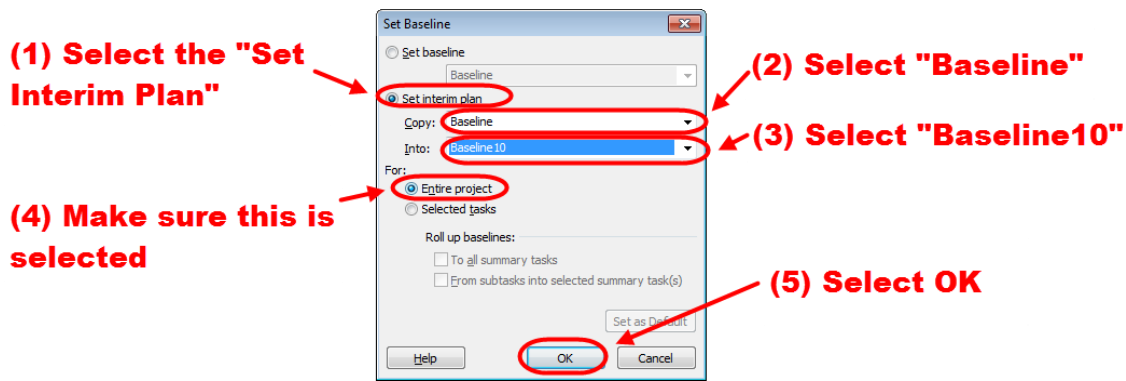 Set Baseline
(1) Select the "Set
Interim Plan"
Set baseline
Baseline
(2) Select "Baseline"
Set interim plan
Copy: Baseline
(3) Select "Baseline10"
Into: Baseline10
For:
Entire project
(4) Make sure this is
selected
Selected tasks
Roll up baselines:
To all summary tasks
From subtasks into selected summary task(s)
(5) Select OK
Set as Default
Help OK Cancel